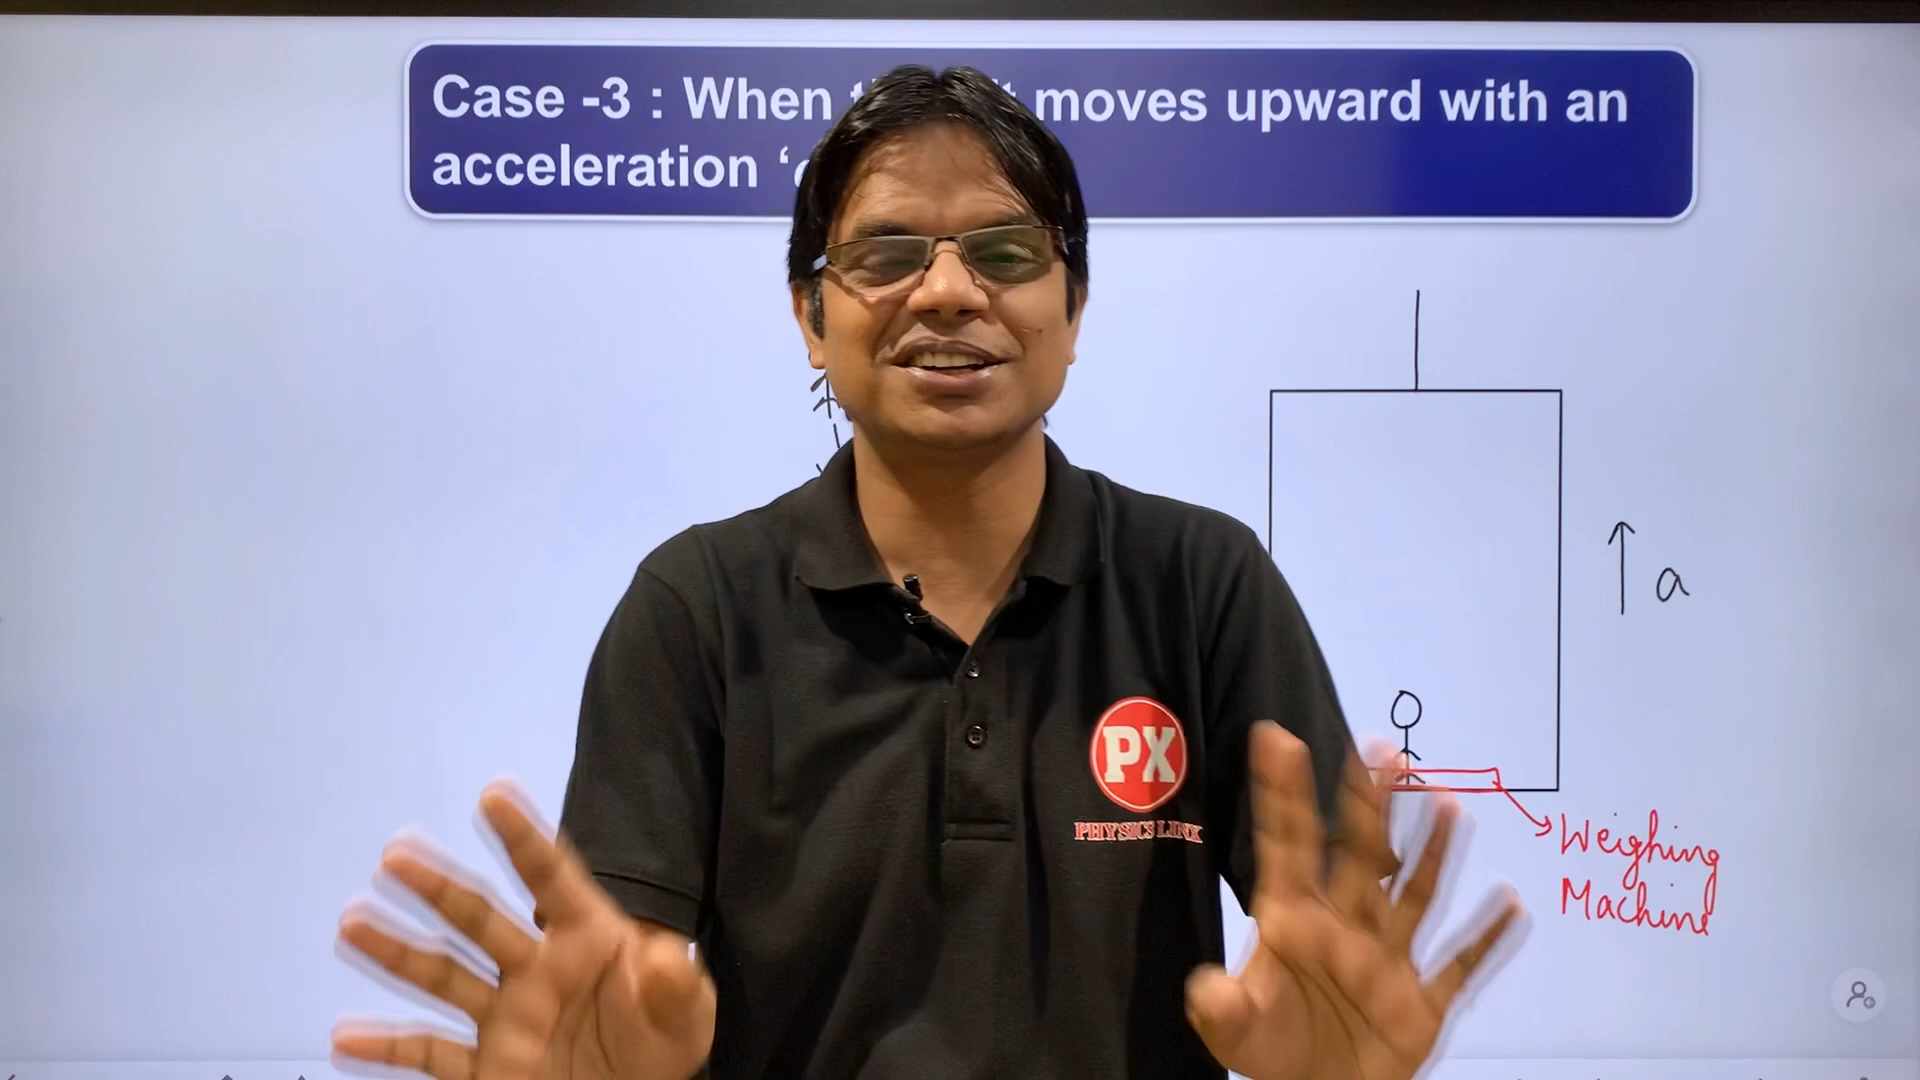 Case -3 : When moves upward with an
acceleration ‘
a
PX
PHYSICS LINK
Weighing
Machine